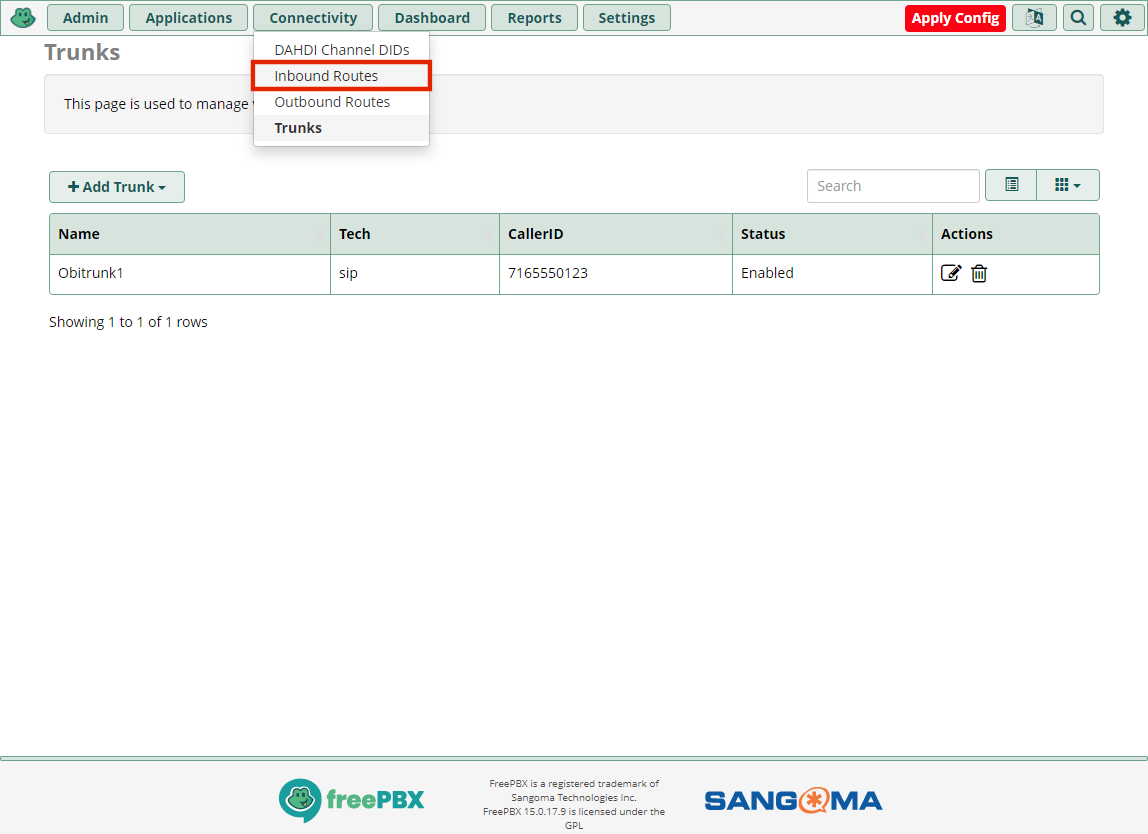 Admin Applications Connectivity Dashboard Reports Settings Apply Config
Trunks
DAHDI Channel DIDs
Inbound Routes
Outbound Routes
Trunks
This page is used to manage
Add Trunk
Search
Name Tech CallerID Status Actions
Obitrunk1 sip 7165550123 Enabled
Showing 1 to 1 of 1 rows
freePBX
FreePBX is a registered trademark of
Sangoma Technologies Inc.
FreePBX 15.0.17.9 is licensed under the
GPL
SANGOMA